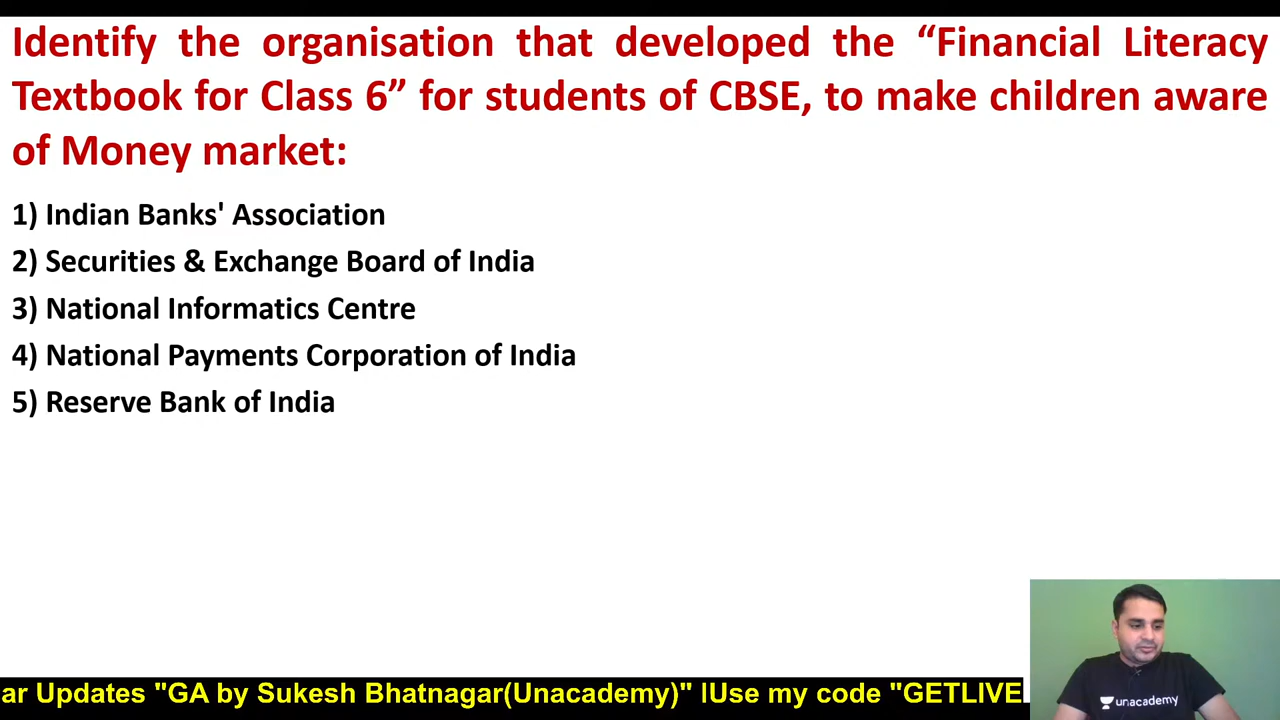 Identify the organisation that developed the “Financial Literacy
Textbook for Class 6” for students of CBSE, to make children aware
of Money market:
1) Indian Banks' Association
2) Securities & Exchange Board of India
3) National Informatics Centre
4) National Payments Corporation of India
5) Reserve Bank of India
unacademy
ar Updates "GA by Sukesh Bhatnagar(Unacademy)" lUse my code "GETLIVE